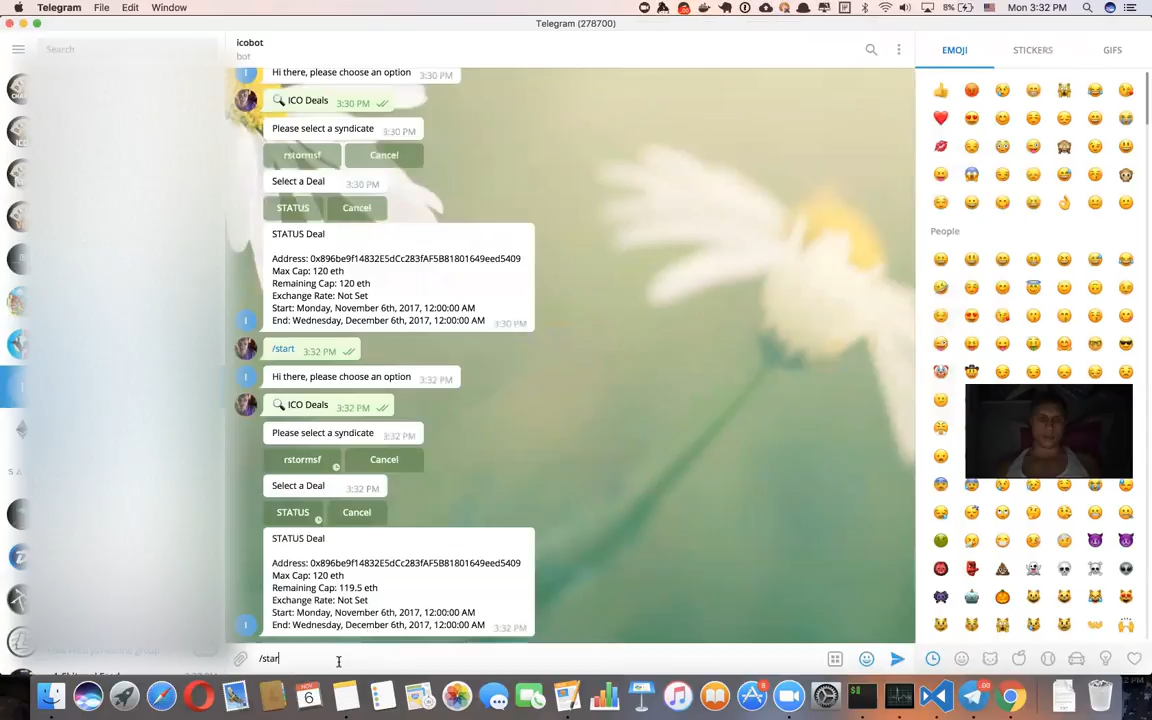 Telegram File Edit Window Help
8% Mon 3:32 PM
Telegram (278700)
Search
icobot
bot
EMOJI STICKERS GIFS
Hi there, please choose an option 3:30 PM
ICO Deals 3:30 PM
Please select a syndicate 3:30 PM
rstormsf Cancel
Select a Deal 3:30 PM
STATUS Cancel
STATUS Deal
Address: 0x896be9f14832E5dCc283fAF5B81801649eed5409
Max Cap: 120 eth
Remaining Cap: 120 eth
Exchange Rate: Not Set
Start: Monday, November 6th, 2017, 12:00:00 AM
End: Wednesday, December 6th, 2017, 12:00:00 AM 3:30 PM
/start 3:32 PM
Hi there, please choose an option 3:32 PM
ICO Deals 3:32 PM
Please select a syndicate 3:32 PM
rstormsf Cancel
Select a Deal 3:32 PM
STATUS Cancel
STATUS Deal
Address: 0x896be9f14832E5dCc283fAF5B81801649eed5409
Max Cap: 120 eth
Remaining Cap: 119.5 eth
Exchange Rate: Not Set
Start: Monday, November 6th, 2017, 12:00:00 AM
End: Wednesday, December 6th, 2017, 12:00:00 AM 3:32 PM
People
/star
NOV
6